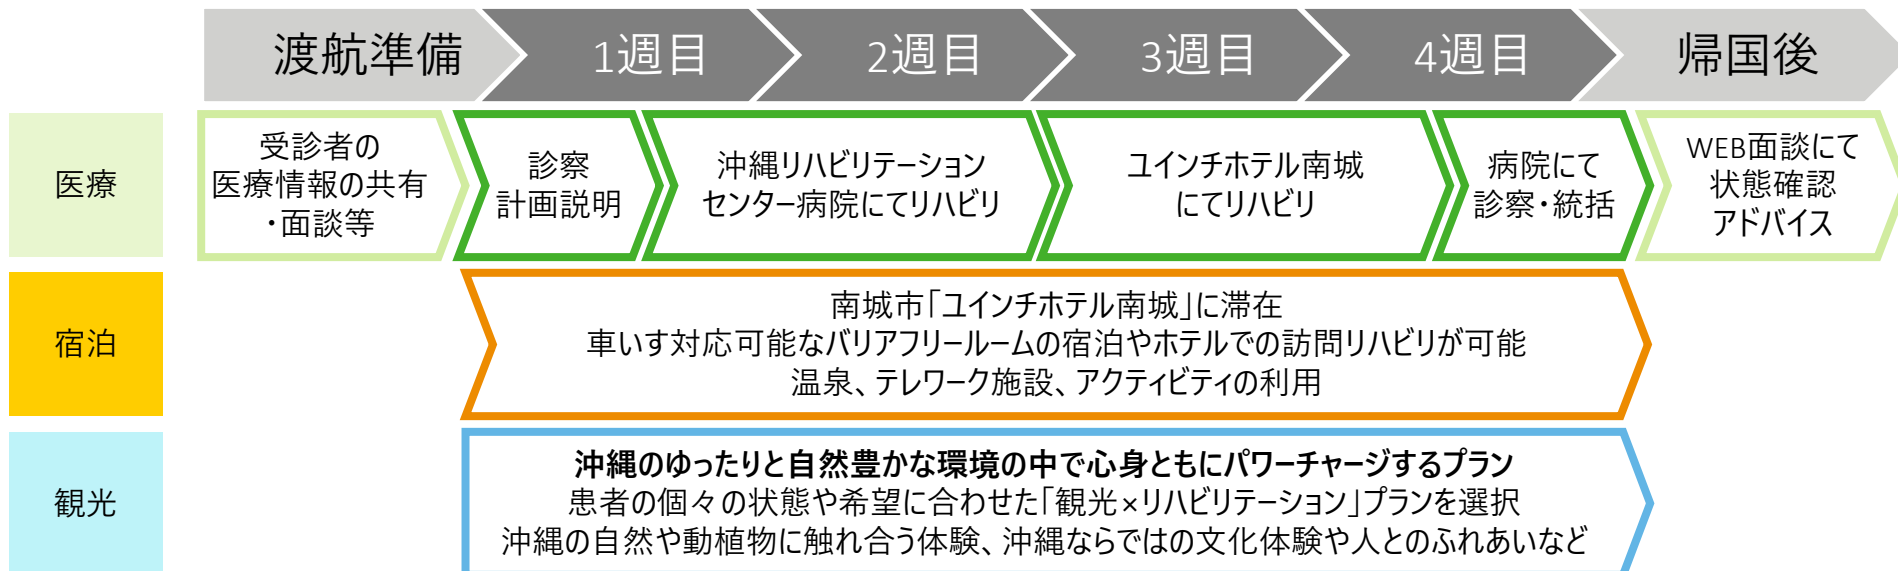 渡航準備
1週目
2週目
3週目
4週目
帰国後
医療
受診者の
医療情報の共有
・面談等
診察
計画説明
沖縄リハビリテーション
センター病院にてリハビリ
ユインチホテル南城
にてリハビリ
病院にて
診察・統括
WEB面談にて
状態確認
アドバイス
宿泊
南城市「ユインチホテル南城」に滞在
車いす対応可能なバリアフリールームの宿泊やホテルでの訪問リハビリが可能
温泉、テレワーク施設、アクティビティの利用
観光
沖縄のゆったりと自然豊かな環境の中で心身ともにパワーチャージするプラン
患者の個々の状態や希望に合わせた「観光×リハビリテーション」プランを選択
沖縄の自然や動植物に触れ合う体験、沖縄ならではの文化体験や人とのふれあいなど